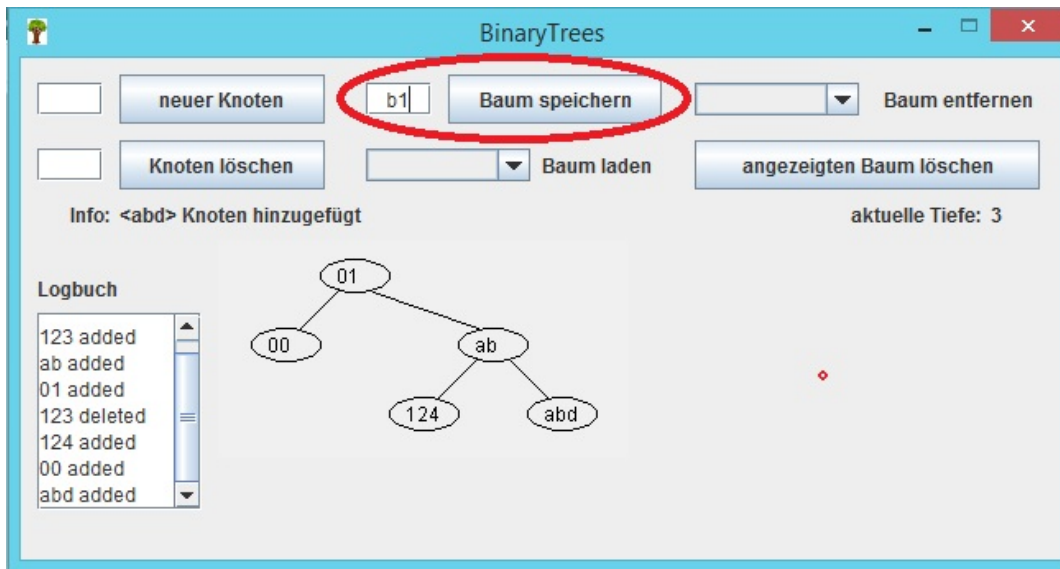 BinaryTrees
neuer Knoten b1 Baum speichern Baum entfernen
Knoten löschen Baum laden angezeigten Baum löschen
Info: <abd> Knoten hinzugefügt aktuelle Tiefe: 3
Logbuch
123 added
ab added
01 added
123 deleted
124 added
00 added
abd added
01
00 ab
124 abd